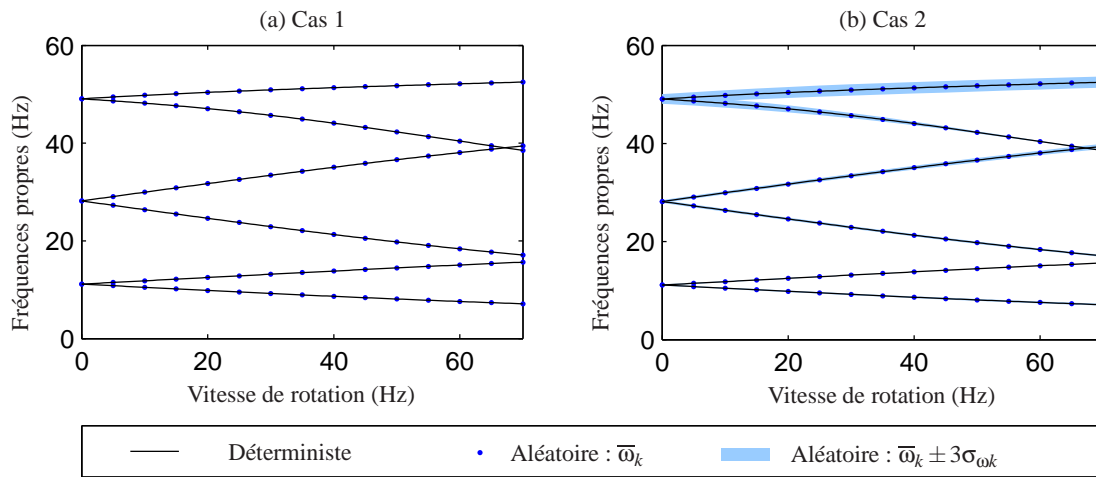 (a) Cas 1
60
40
20
0
Fréquences propres (Hz)
0 20 40 60
Vitesse de rotation (Hz)
(b) Cas 2
60
40
20
0
Fréquences propres (Hz)
0 20 40 60
Vitesse de rotation (Hz)
Déterministe
Aléatoire : ω̅k
Aléatoire : ω̅k ± 3σωk